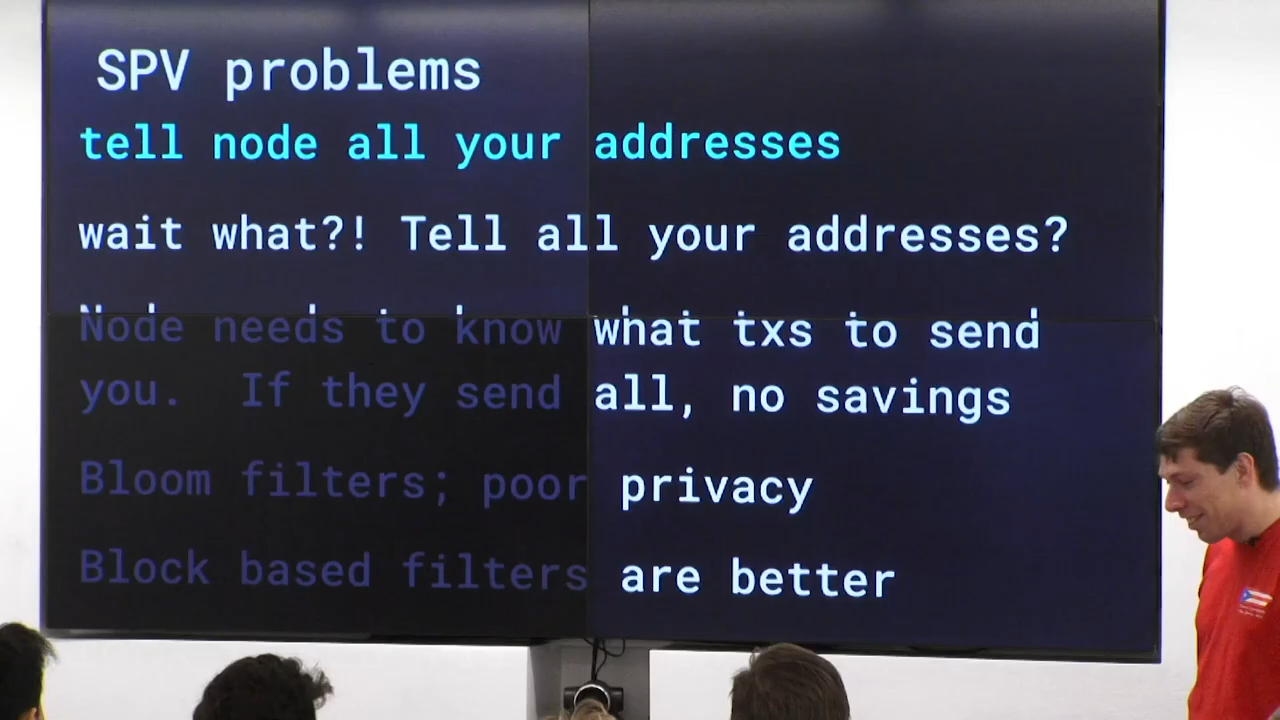 SPV problems
tell node all your addresses
wait what?! Tell all your addresses?
Node needs to know what txs to send
you. If they send all, no savings
Bloom filters; poor privacy
Block based filters are better